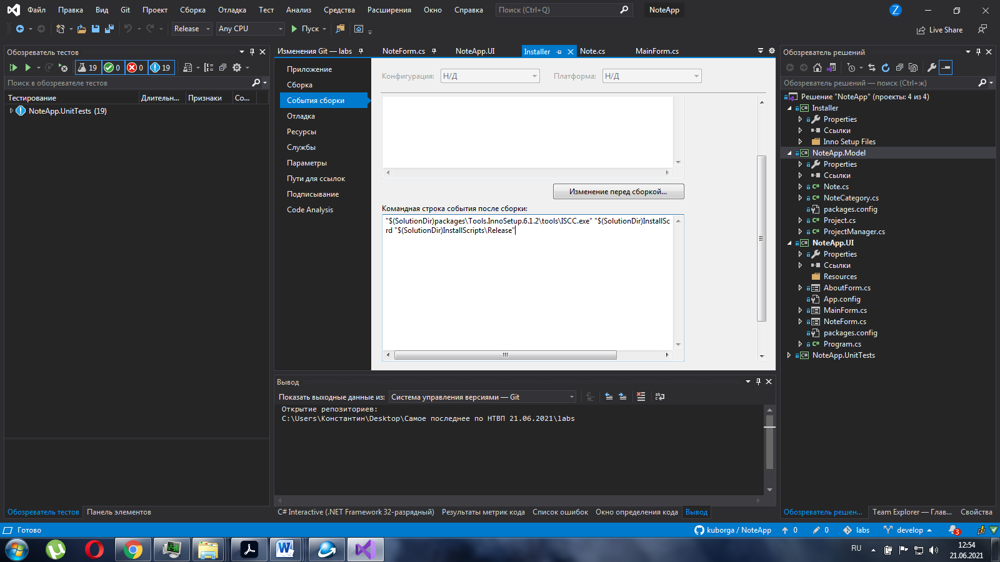 Файл Правка Вид Git Проект Сборка Отладка Тест Анализ Средства Расширения Окно Справка Поиск (Ctrl+Q) NoteApp Z
Release Any CPU Пуск Live Share
Обозреватель тестов
19 0 0 19
Поиск в обозревателе тестов
Тестирование Длительн... Признаки Со...
NoteApp.UnitTests (19)
Обозреватель тестов Панель элементов
Изменения Git — labs NoteForm.cs NoteApp.UI Installer Note.cs MainForm.cs
Приложение
Сборка
События сборки
Отладка
Ресурсы
Службы
Параметры
Пути для ссылок
Подписывание
Code Analysis
Конфигурация: Н/Д Платформа: Н/Д
Изменение перед сборкой...
Командная строка события после сборки:
"$(SolutionDir)packages\Tools.InnoSetup.6.1.2\tools\ISCC.exe" "$(SolutionDir)InstallSc
rd "$(SolutionDir)InstallScripts\Release"
Вывод
Показать выходные данные из: Система управления версиями — Git
Открытие репозиториев:
C:\Users\Константин\Desktop\Самое последнее по НТВП 21.06.2021\labs
C# Interactive (.NET Framework 32-разрядный) Результаты метрик кода Список ошибок Окно определения кода Вывод
Обозреватель решений
Обозреватель решений — поиск (Ctrl+ж)
Решение "NoteApp" (проекты: 4 из 4)
Installer
Properties
Ссылки
Inno Setup Files
NoteApp.Model
Properties
Ссылки
Note.cs
NoteCategory.cs
packages.config
Project.cs
ProjectManager.cs
NoteApp.UI
Properties
Ссылки
Resources
AboutForm.cs
App.config
MainForm.cs
NoteForm.cs
packages.config
Program.cs
NoteApp.UnitTests
Обозреватель решен... Team Explorer — Глав... Свойства
Готово kuborga / NoteApp 0 0 labs develop 3
RU 12:54
21.06.2021